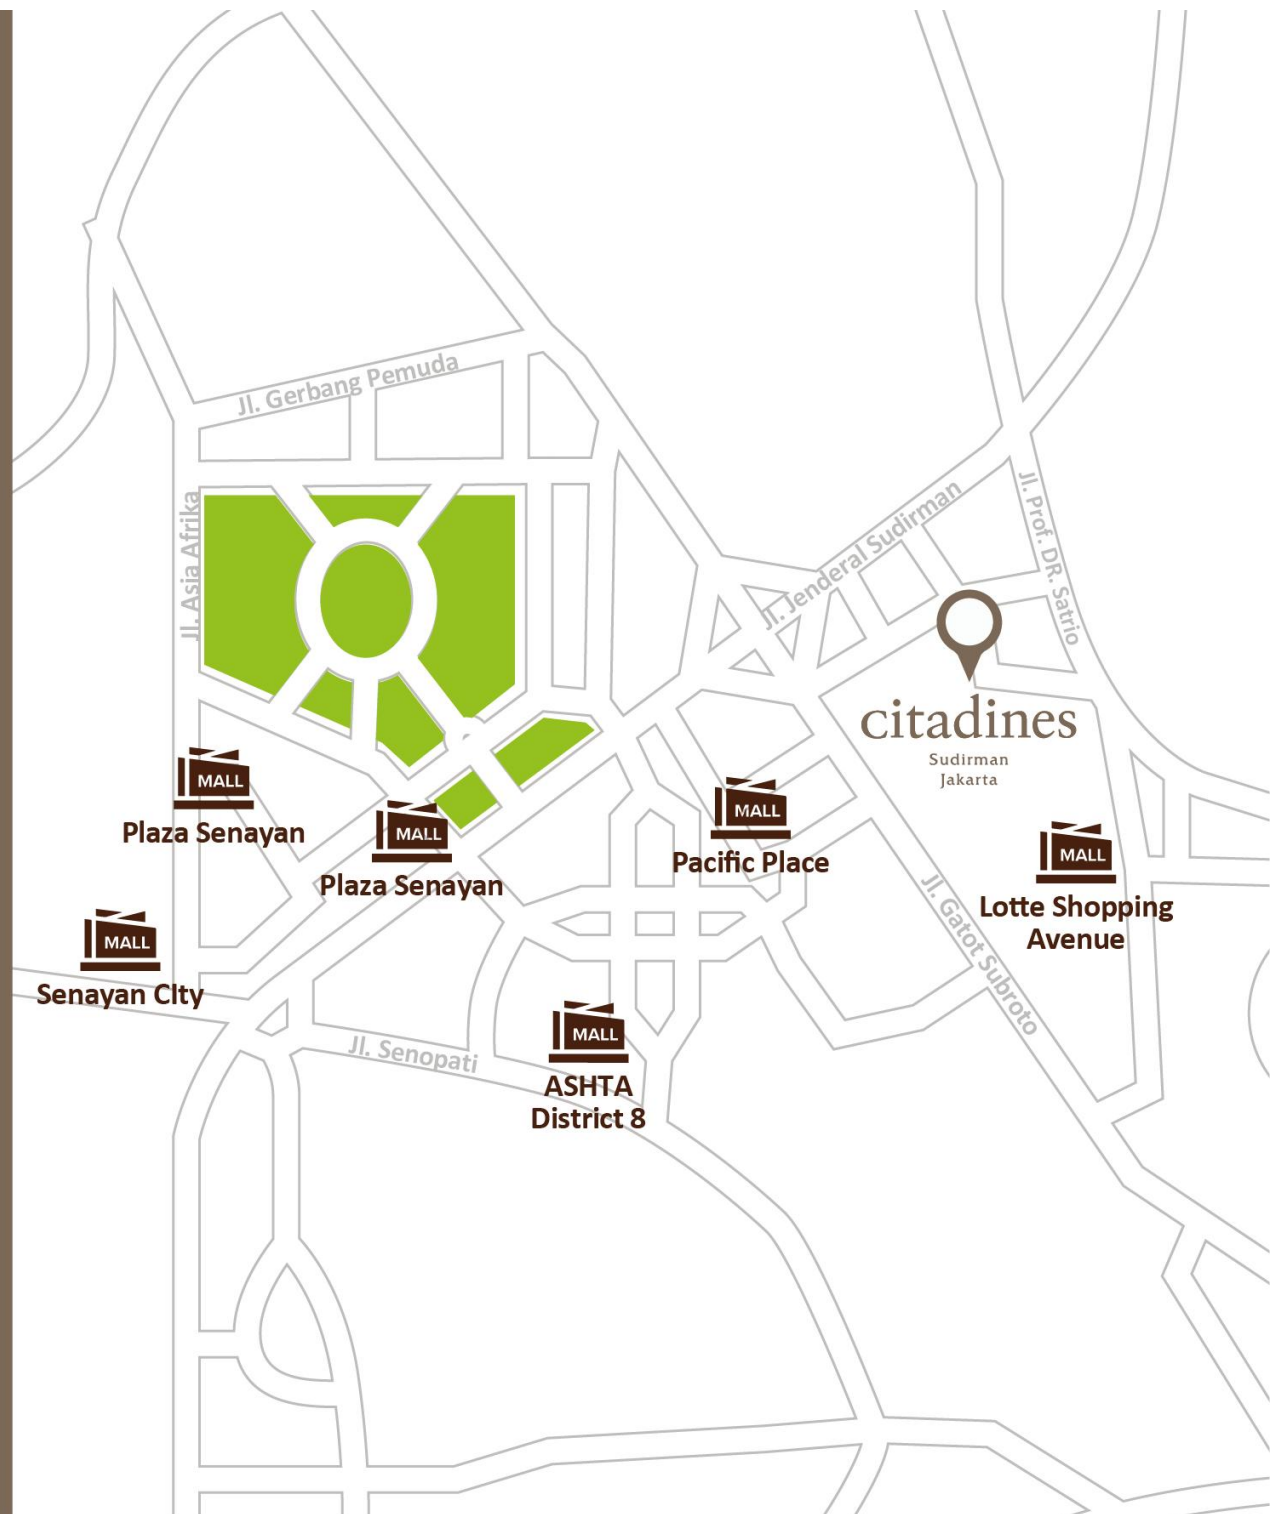 Jl. Gerbang Pemuda
Jl. Asia Afrika
Jl. Jenderal Sudirman
Jl. Prof. DR. Satrio
citadines
Sudirman
Jakarta
MALL
Plaza Senayan
MALL
Plaza Senayan
MALL
Pacific Place
MALL
Lotte Shopping
Avenue
MALL
Senayan CIty
Jl. Gatot Subroto
Jl. Senopati
MALL
ASHTA
District 8